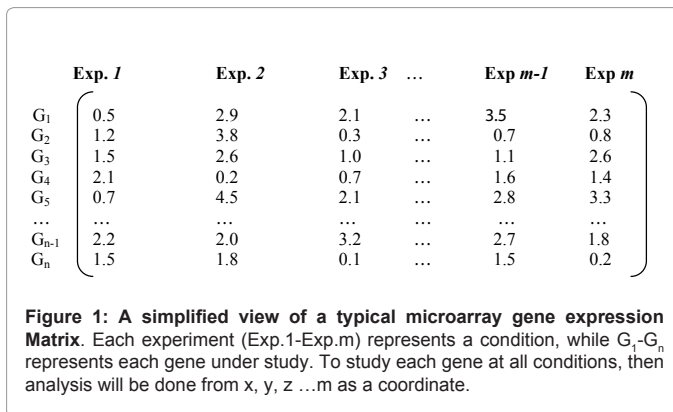 Exp. 1 Exp. 2 Exp. 3 … Exp m-1 Exp m
G1 0.5 2.9 2.1 … 3.5 2.3
G2 1.2 3.8 0.3 … 0.7 0.8
G3 1.5 2.6 1.0 … 1.1 2.6
G4 2.1 0.2 0.7 … 1.6 1.4
G5 0.7 4.5 2.1 … 2.8 3.3
… … … … … … …
Gn-1 2.2 2.0 3.2 … 2.7 1.8
Gn 1.5 1.8 0.1 … 1.5 0.2
Figure 1: A simplified view of a typical microarray gene expression
Matrix. Each experiment (Exp.1-Exp.m) represents a condition, while G1-Gn
represents each gene under study. To study each gene at all conditions, then
analysis will be done from x, y, z …m as a coordinate.